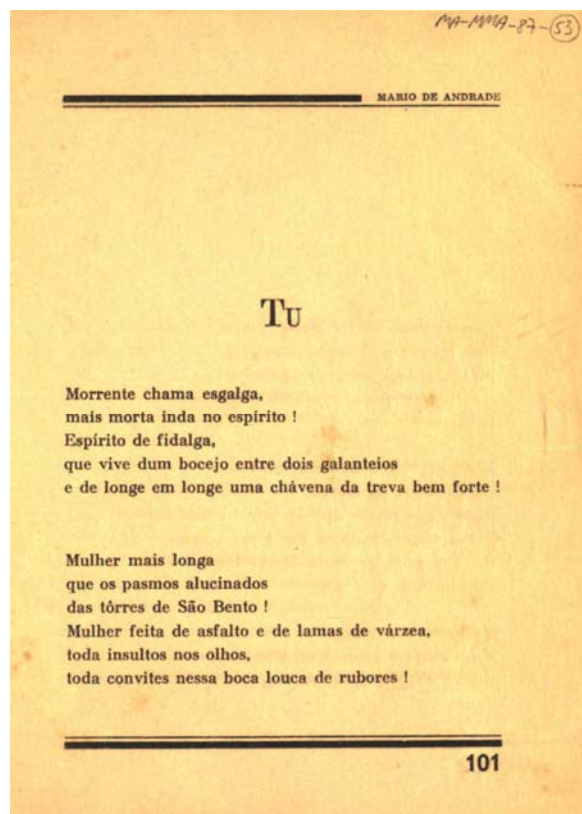 MA-MMA-87-(53)
MARIO DE ANDRADE
TU
Morrente chama esgalga,
mais morta inda no espírito !
Espírito de fidalga,
que vive dum bocejo entre dois galanteios
e de longe em longe uma chávena da treva bem forte !
Mulher mais longa
que os pasmos alucinados
das tôrres de São Bento !
Mulher feita de asfalto e de lamas de várzea,
toda insultos nos olhos,
toda convites nessa boca louca de rubores !
101